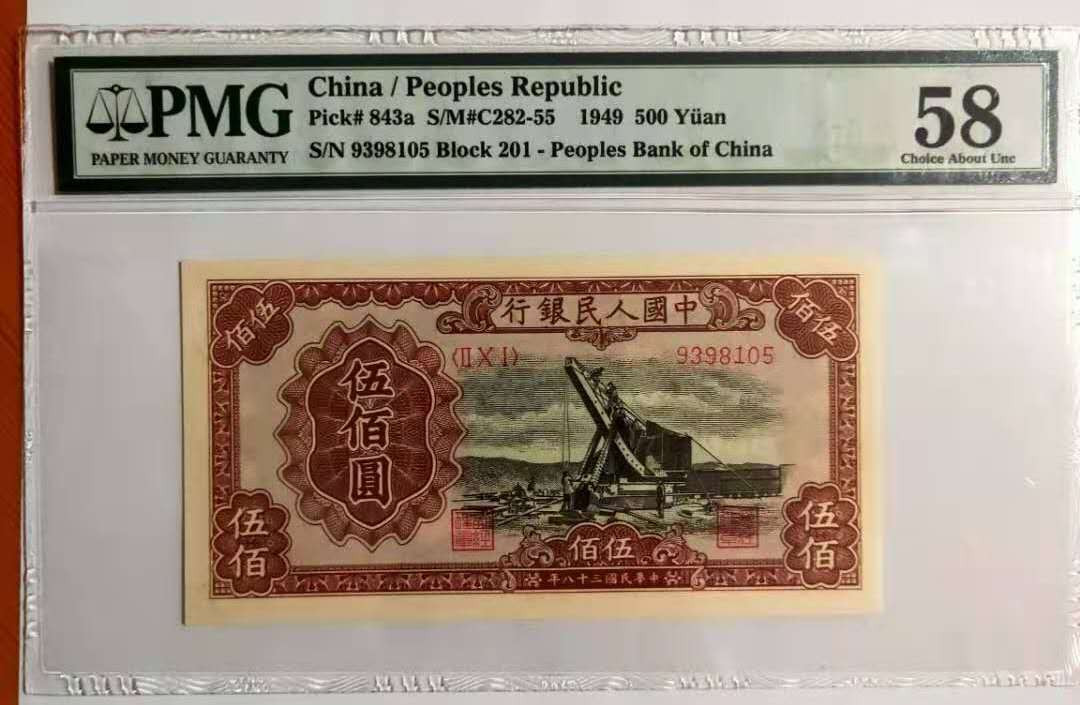 PMG
PAPER MONEY GUARANTY
China / Peoples Republic
Pick# 843a S/M#C282-55 1949 500 Yüan
S/N 9398105 Block 201 - Peoples Bank of China
58
Choice About Unc
行銀民人國中
佰伍
佰伍
〈II X I〉
9398105
伍佰圓
伍佰
佰伍
伍佰
年八十三國民華中